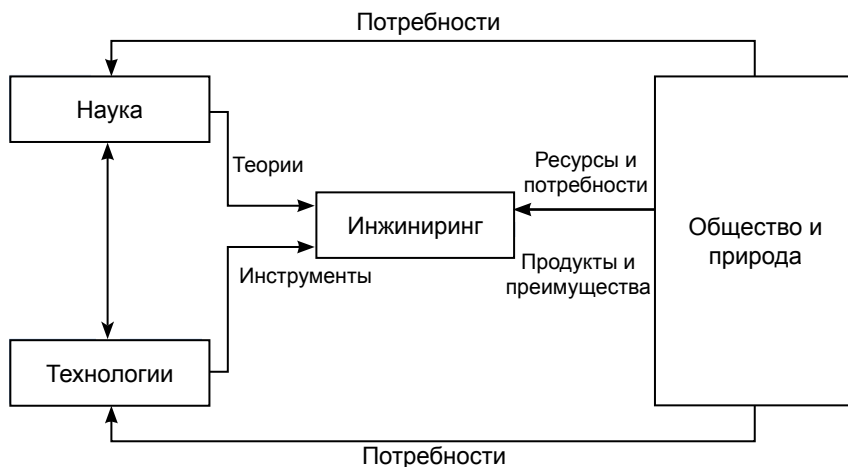 Потребности
Наука
Теории
Ресурсы и
потребности
Инжиниринг
Общество и
природа
Инструменты
Продукты и
преимущества
Технологии
Потребности